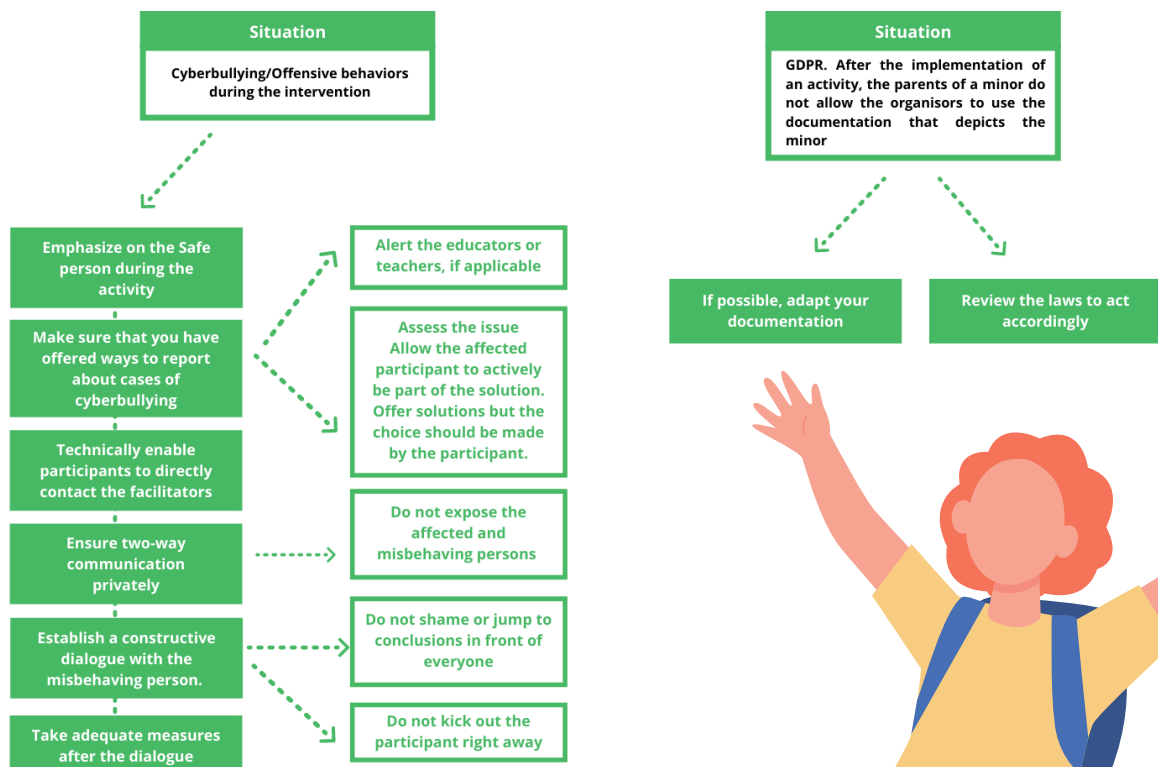 Situation
Cyberbullying/Offensive behaviors
during the intervention
Emphasize on the Safe
person during the
activity
Make sure that you have
offered ways to report
about cases of
cyberbullying
Technically enable
participants to directly
contact the facilitators
Ensure two-way
communication
privately
Establish a constructive
dialogue with the
misbehaving person.
Take adequate measures
after the dialogue
Alert the educators or
teachers, if applicable
Assess the issue
Allow the affected
participant to actively
be part of the solution.
Offer solutions but the
choice should be made
by the participant.
Do not expose the
affected and
misbehaving persons
Do not shame or jump to
conclusions in front of
everyone
Do not kick out the
participant right away
Situation
GDPR. After the implementation of
an activity, the parents of a minor do
not allow the organisors to use the
documentation that depicts the
minor
If possible, adapt your
documentation
Review the laws to act
accordingly